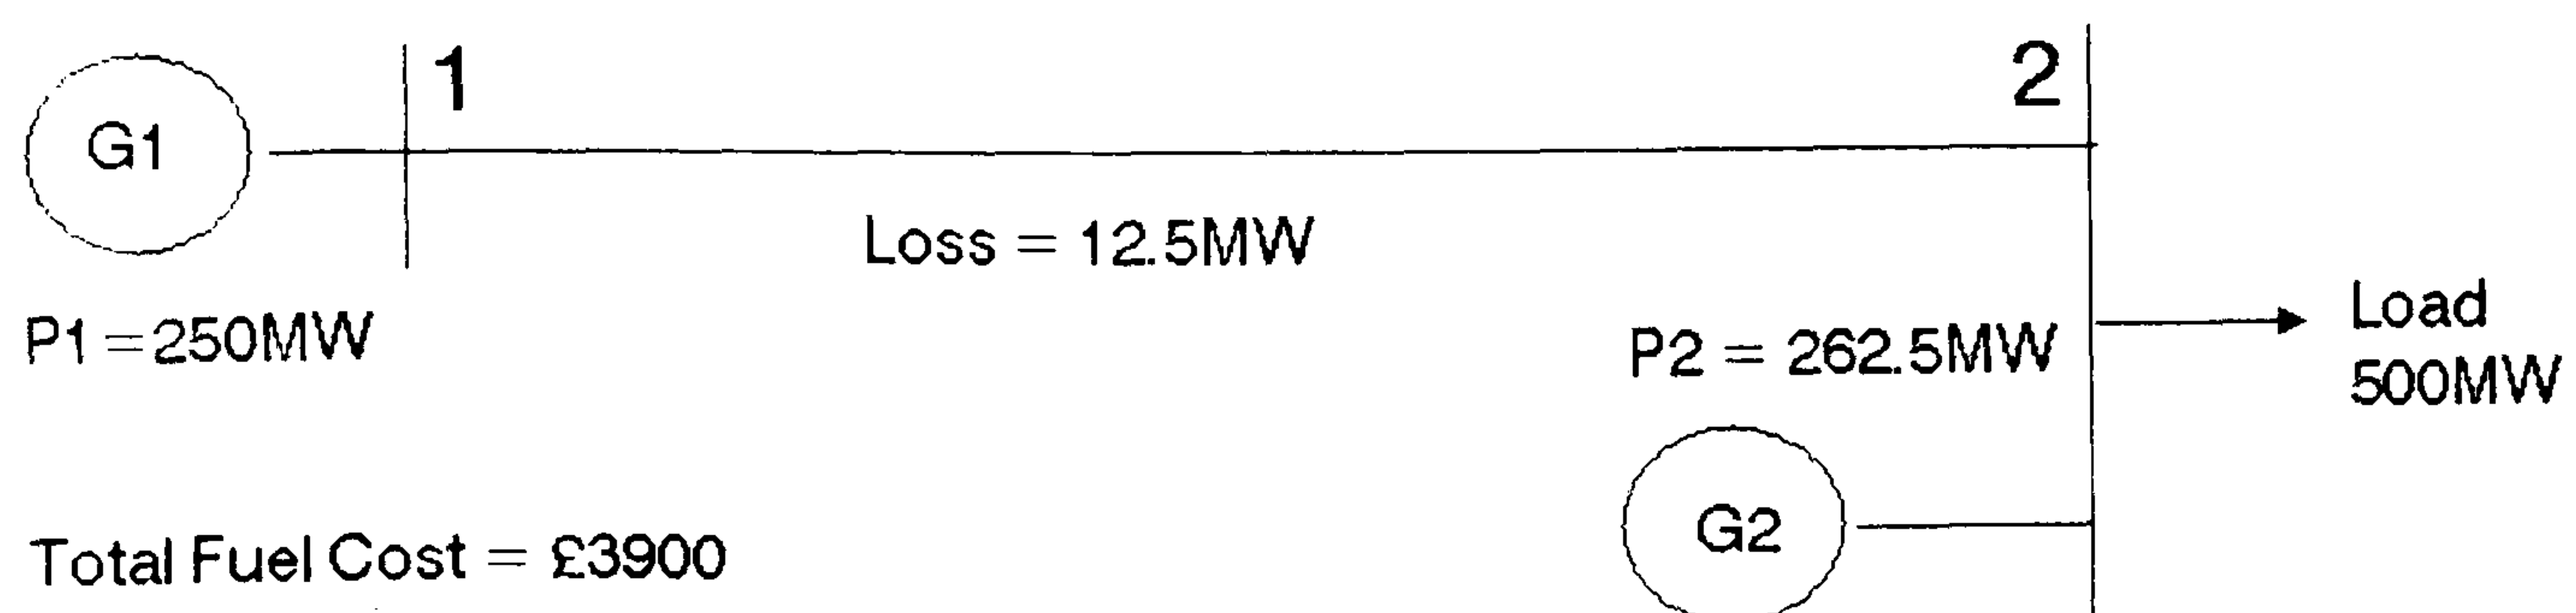 G1
1
2
Loss = 12.5MW
P1 = 250MW
P2 = 262.5MW
Load
500MW
G2
Total Fuel Cost = £3900